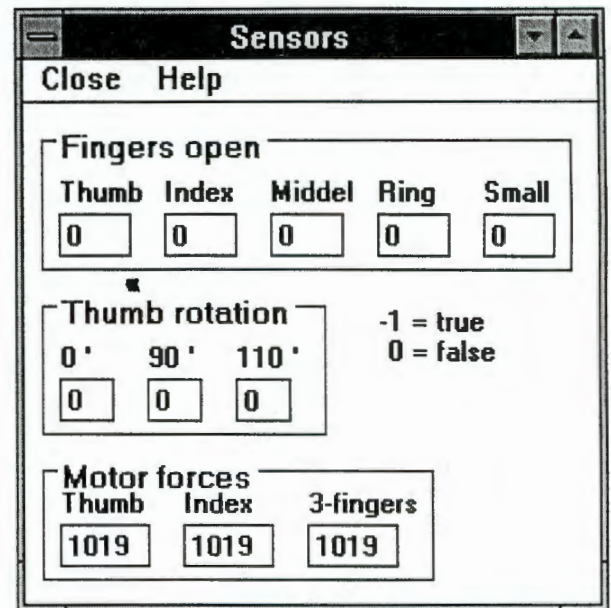 Sensors
Close Help
Fingers open
Thumb Index Middel Ring Small
0 0 0 0 0
Thumb rotation
0 ' 90 ' 110 '
0 0 0
-1 = true
0 = false
Motor forces
Thumb Index 3-fingers
1019 1019 1019